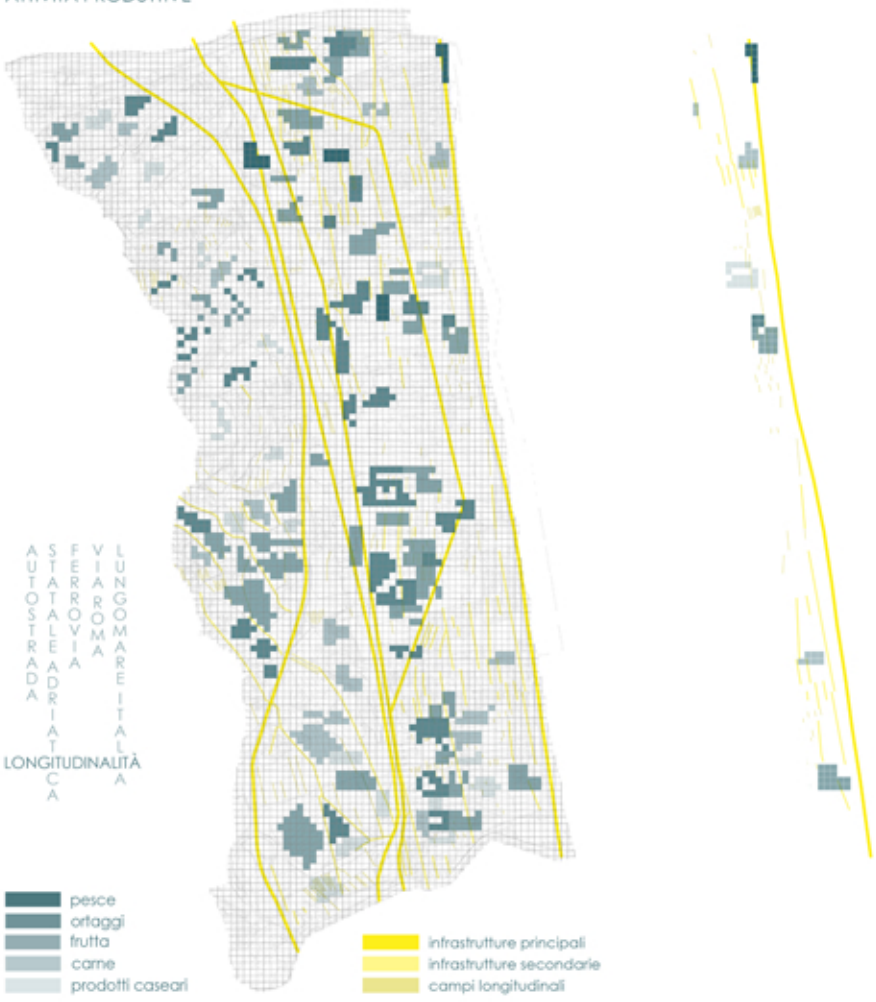 AUTOSTRADA
STATALE ADRIATICA
FERROVIA
VIA ROMA
LUNGOMARE ITALIA
LONGITUDINALITÀ
pesce
ortaggi
frutta
carne
prodotti caseari
infrastrutture principali
infrastrutture secondarie
campi longitudinali